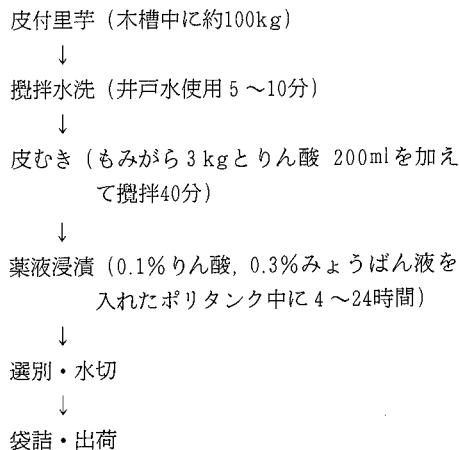 皮付里芋（木槽中に約100kg）
↓
攪拌水洗（井戸水使用 5 ～10分）
↓
皮むき（もみがら 3 kgとりん酸 200mlを加え
て攪拌40分）
↓
薬液浸漬（0.1％りん酸, 0.3％みょうばん液を
入れたポリタンク中に 4 ～24時間）
↓
選別・水切
↓
袋詰・出荷